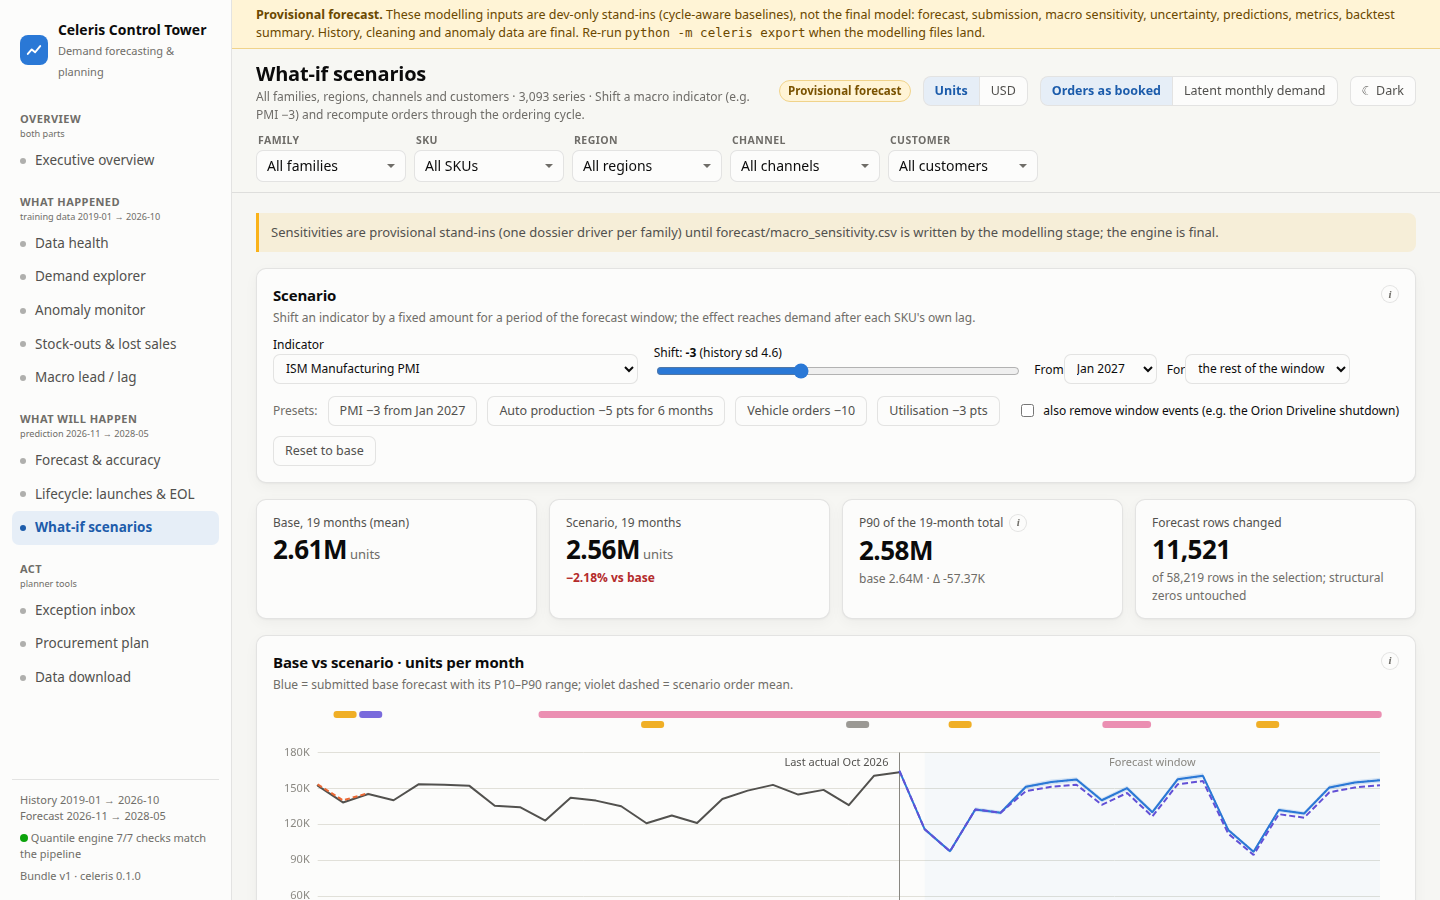 Celeris Control Tower
Demand forecasting &
planning
OVERVIEW
both parts
Executive overview
WHAT HAPPENED
training data 2019-01 → 2026-10
Data health
Demand explorer
Anomaly monitor
Stock-outs & lost sales
Macro lead / lag
WHAT WILL HAPPEN
prediction 2026-11 → 2028-05
Forecast & accuracy
Lifecycle: launches & EOL
What-if scenarios
ACT
planner tools
Exception inbox
Procurement plan
Data download
History 2019-01 → 2026-10
Forecast 2026-11 → 2028-05
Quantile engine 7/7 checks match
the pipeline
Bundle v1 · celeris 0.1.0
Provisional forecast. These modelling inputs are dev-only stand-ins (cycle-aware baselines), not the final model: forecast, submission, macro sensitivity, uncertainty, predictions, metrics, backtest
summary. History, cleaning and anomaly data are final. Re-run python -m celeris export when the modelling files land.
What-if scenarios
All families, regions, channels and customers · 3,093 series · Shift a macro indicator (e.g.
PMI −3) and recompute orders through the ordering cycle.
Provisional forecast
Units USD
Orders as booked Latent monthly demand
☾ Dark
FAMILY SKU REGION CHANNEL CUSTOMER
All families All SKUs All regions All channels All customers
Sensitivities are provisional stand-ins (one dossier driver per family) until forecast/macro_sensitivity.csv is written by the modelling stage; the engine is final.
Scenario
i
Shift an indicator by a fixed amount for a period of the forecast window; the effect reaches demand after each SKU's own lag.
Indicator
ISM Manufacturing PMI
Shift: -3 (history sd 4.6)
From Jan 2027 For the rest of the window
Presets: PMI −3 from Jan 2027 Auto production −5 pts for 6 months Vehicle orders −10 Utilisation −3 pts also remove window events (e.g. the Orion Driveline shutdown)
Reset to base
Base, 19 months (mean)
2.61M units
Scenario, 19 months
2.56M units
−2.18% vs base
P90 of the 19-month total i
2.58M
base 2.64M · Δ -57.37K
Forecast rows changed
11,521
of 58,219 rows in the selection; structural
zeros untouched
Base vs scenario · units per month
i
Blue = submitted base forecast with its P10–P90 range; violet dashed = scenario order mean.
180K
150K
120K
90K
60K
Last actual Oct 2026
Forecast window